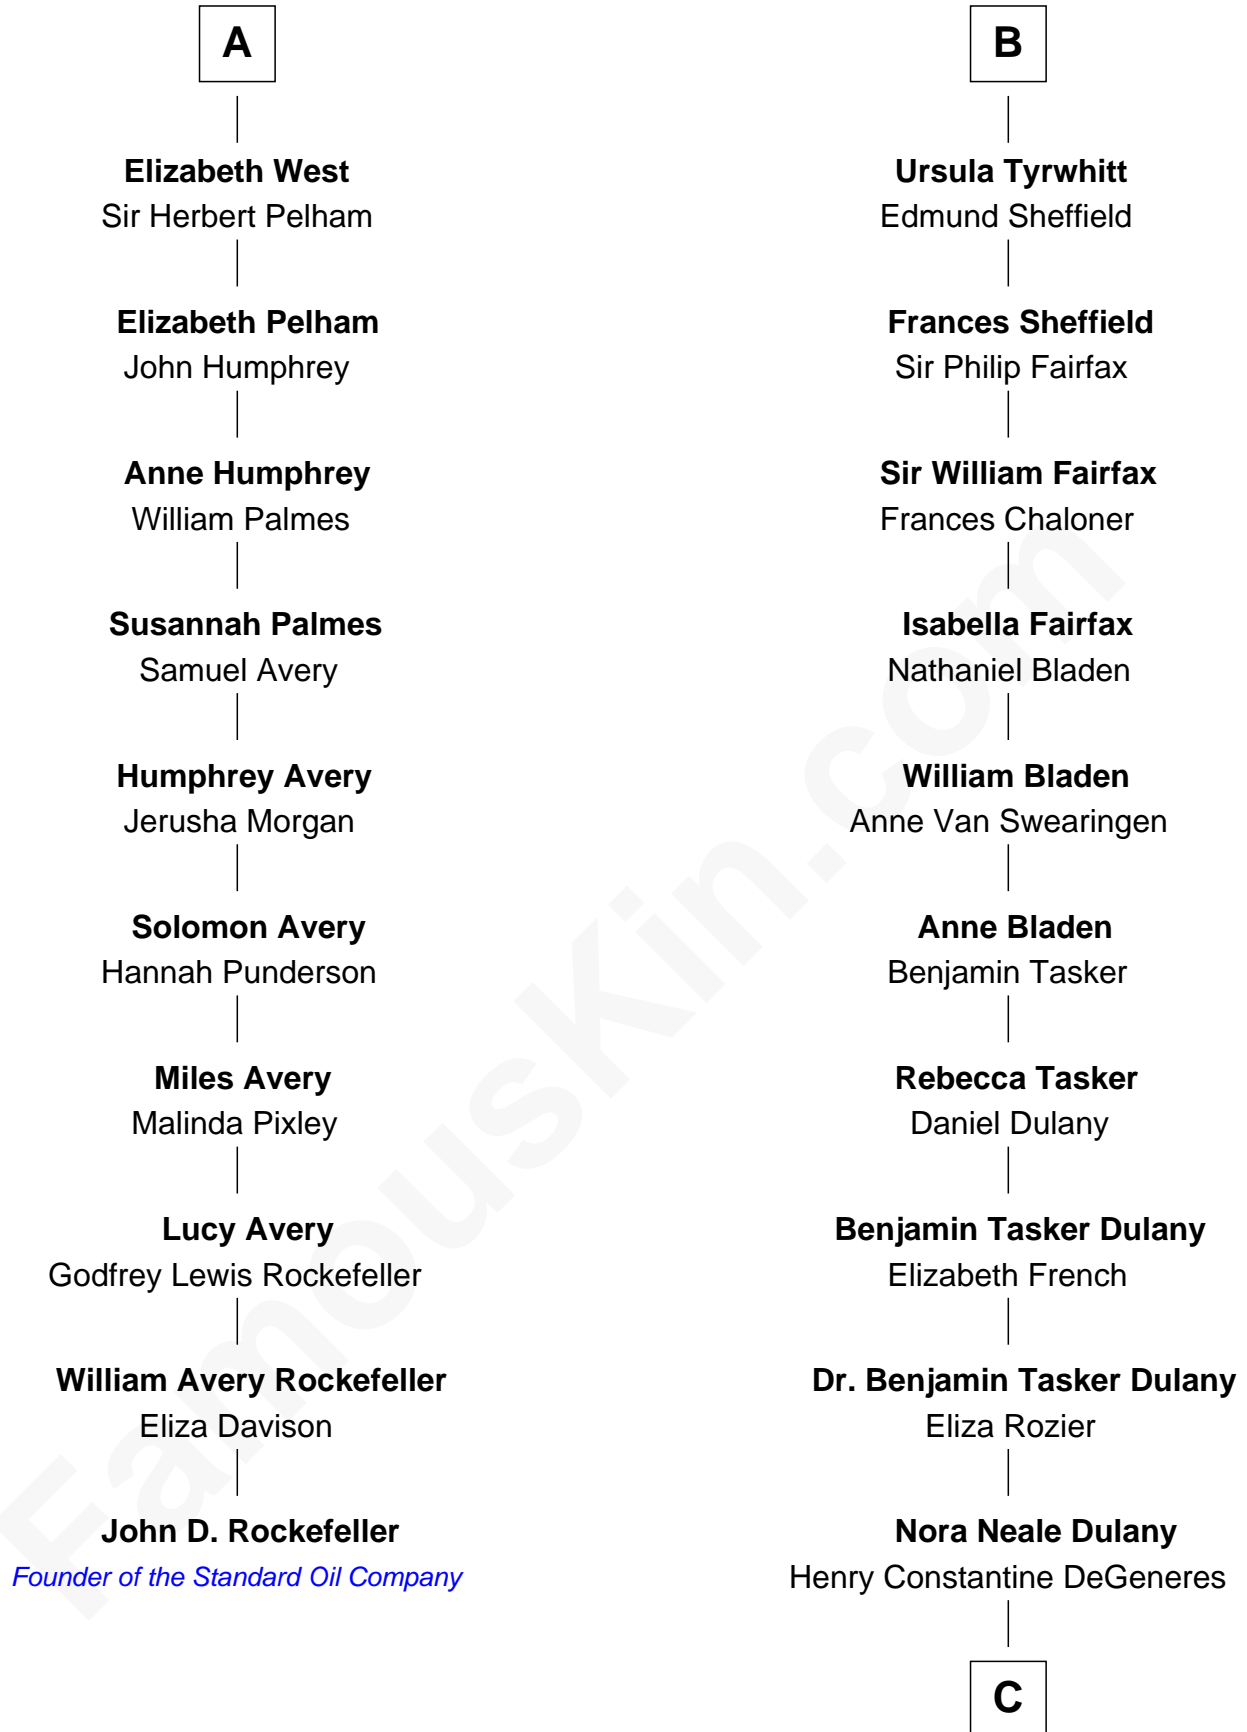 A
Elizabeth West
Sir Herbert Pelham
Elizabeth Pelham
John Humphrey
Anne Humphrey
William Palmes
Susannah Palmes
Samuel Avery
Humphrey Avery
Jerusha Morgan
Solomon Avery
Hannah Punderson
Miles Avery
Malinda Pixley
Lucy Avery
Godfrey Lewis Rockefeller
William Avery Rockefeller
Eliza Davison
John D. Rockefeller
Founder of the Standard Oil Company
B
Ursula Tyrwhitt
Edmund Sheffield
Frances Sheffield
Sir Philip Fairfax
Sir William Fairfax
Frances Chaloner
Isabella Fairfax
Nathaniel Bladen
William Bladen
Anne Van Swearingen
Anne Bladen
Benjamin Tasker
Rebecca Tasker
Daniel Dulany
Benjamin Tasker Dulany
Elizabeth French
Dr. Benjamin Tasker Dulany
Eliza Rozier
Nora Neale Dulany
Henry Constantine DeGeneres
C
FamousKin.com